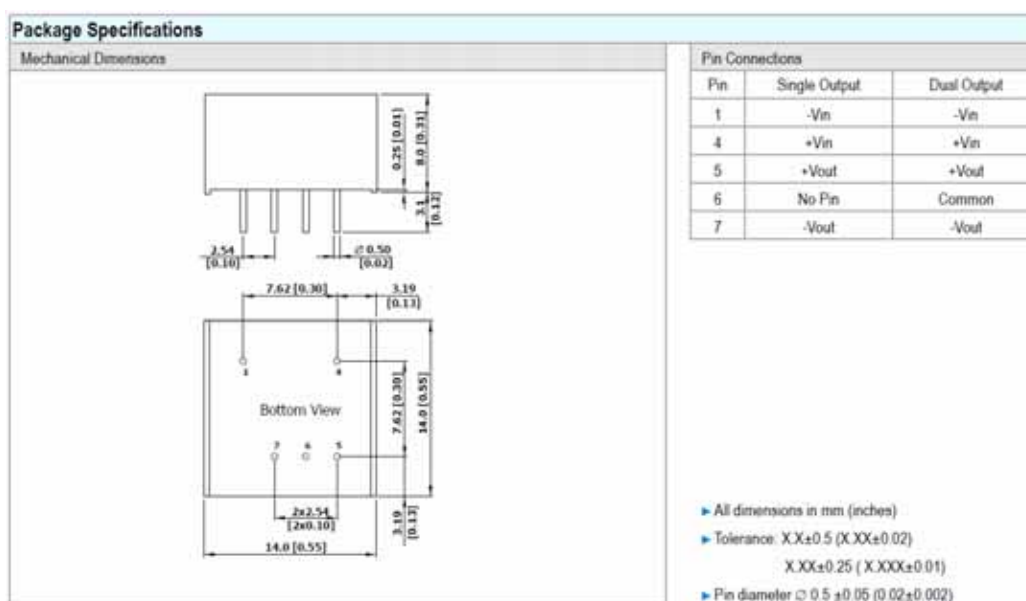 Package Specifications
Mechanical Dimensions
0.25 [0.01]
8.0 [0.31]
3.1
[0.12]
2.54
[0.10]
∅ 0.50
[0.02]
7.62 [0.30]
3.19
[0.13]
1
4
Bottom View
7 6 5
7.62 [0.30]
14.0 [0.55]
2x2.54
[2x0.10]
3.19
[0.13]
14.0 [0.55]
Pin Connections
Pin Single Output Dual Output
1 -Vin -Vin
4 +Vin +Vin
5 +Vout +Vout
6 No Pin Common
7 -Vout -Vout
► All dimensions in mm (inches)
► Tolerance: X.X±0.5 (X.XX±0.02)
X.XX±0.25 ( X.XXX±0.01)
► Pin diameter ∅ 0.5 ±0.05 (0.02±0.002)